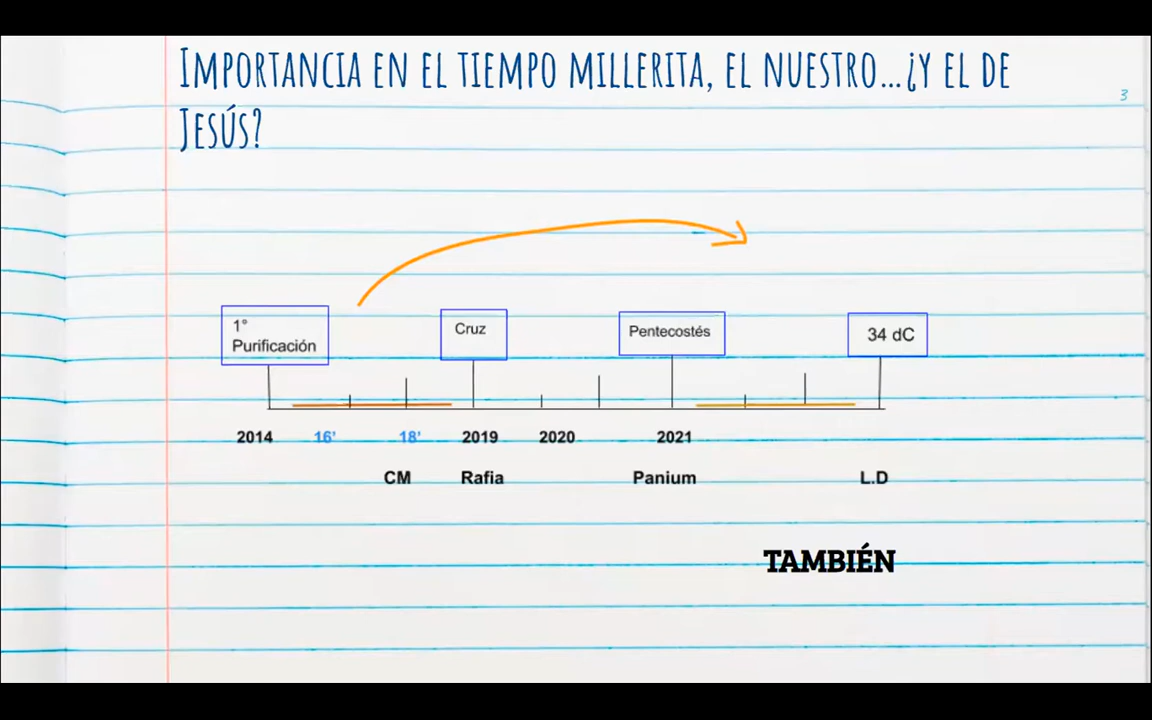 Importancia en el tiempo millerita, el nuestro...¿y el de
Jesús?
3
1°
Purificación
Cruz
Pentecostés
34 dC
2014 16' 18' 2019 2020 2021
CM Rafia Panium L.D
TAMBIÉN